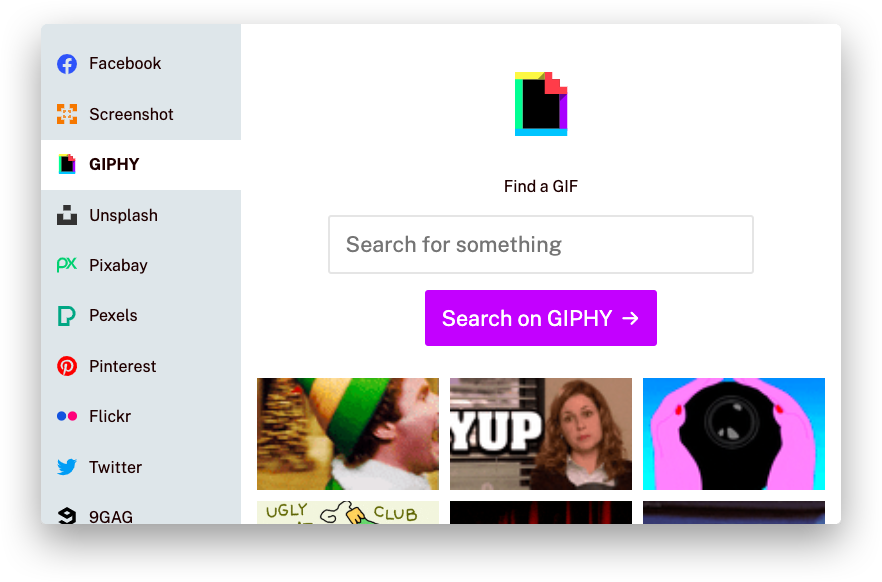 Facebook
Screenshot
GIPHY
Unsplash
Pixabay
Pexels
Pinterest
Flickr
Twitter
9GAG
Find a GIF
Search for something
Search on GIPHY →
YUP
UGLY
CLUB